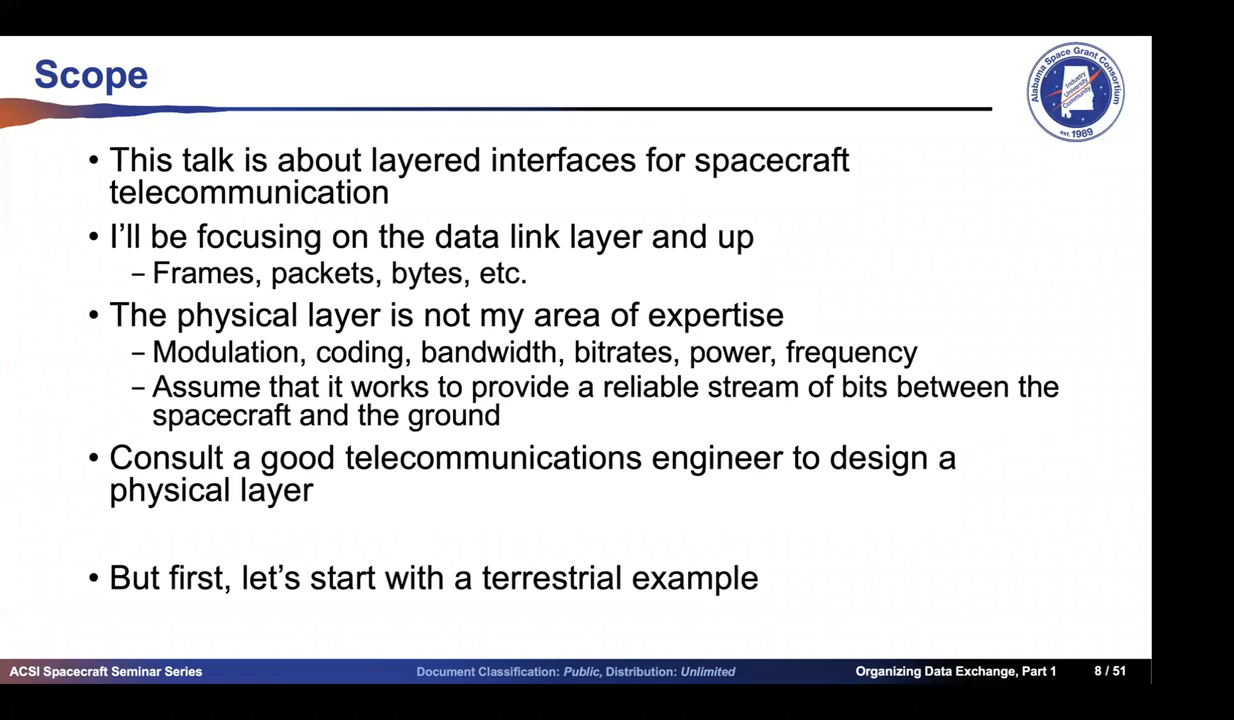 Scope
Alabama Space Grant Consortium
Industry
University
Community
est. 1989
• This talk is about layered interfaces for spacecraft
telecommunication
• I’ll be focusing on the data link layer and up
– Frames, packets, bytes, etc.
• The physical layer is not my area of expertise
– Modulation, coding, bandwidth, bitrates, power, frequency
– Assume that it works to provide a reliable stream of bits between the
spacecraft and the ground
• Consult a good telecommunications engineer to design a
physical layer
• But first, let’s start with a terrestrial example
ACSI Spacecraft Seminar Series
Document Classification: Public, Distribution: Unlimited
Organizing Data Exchange, Part 1
8 / 51